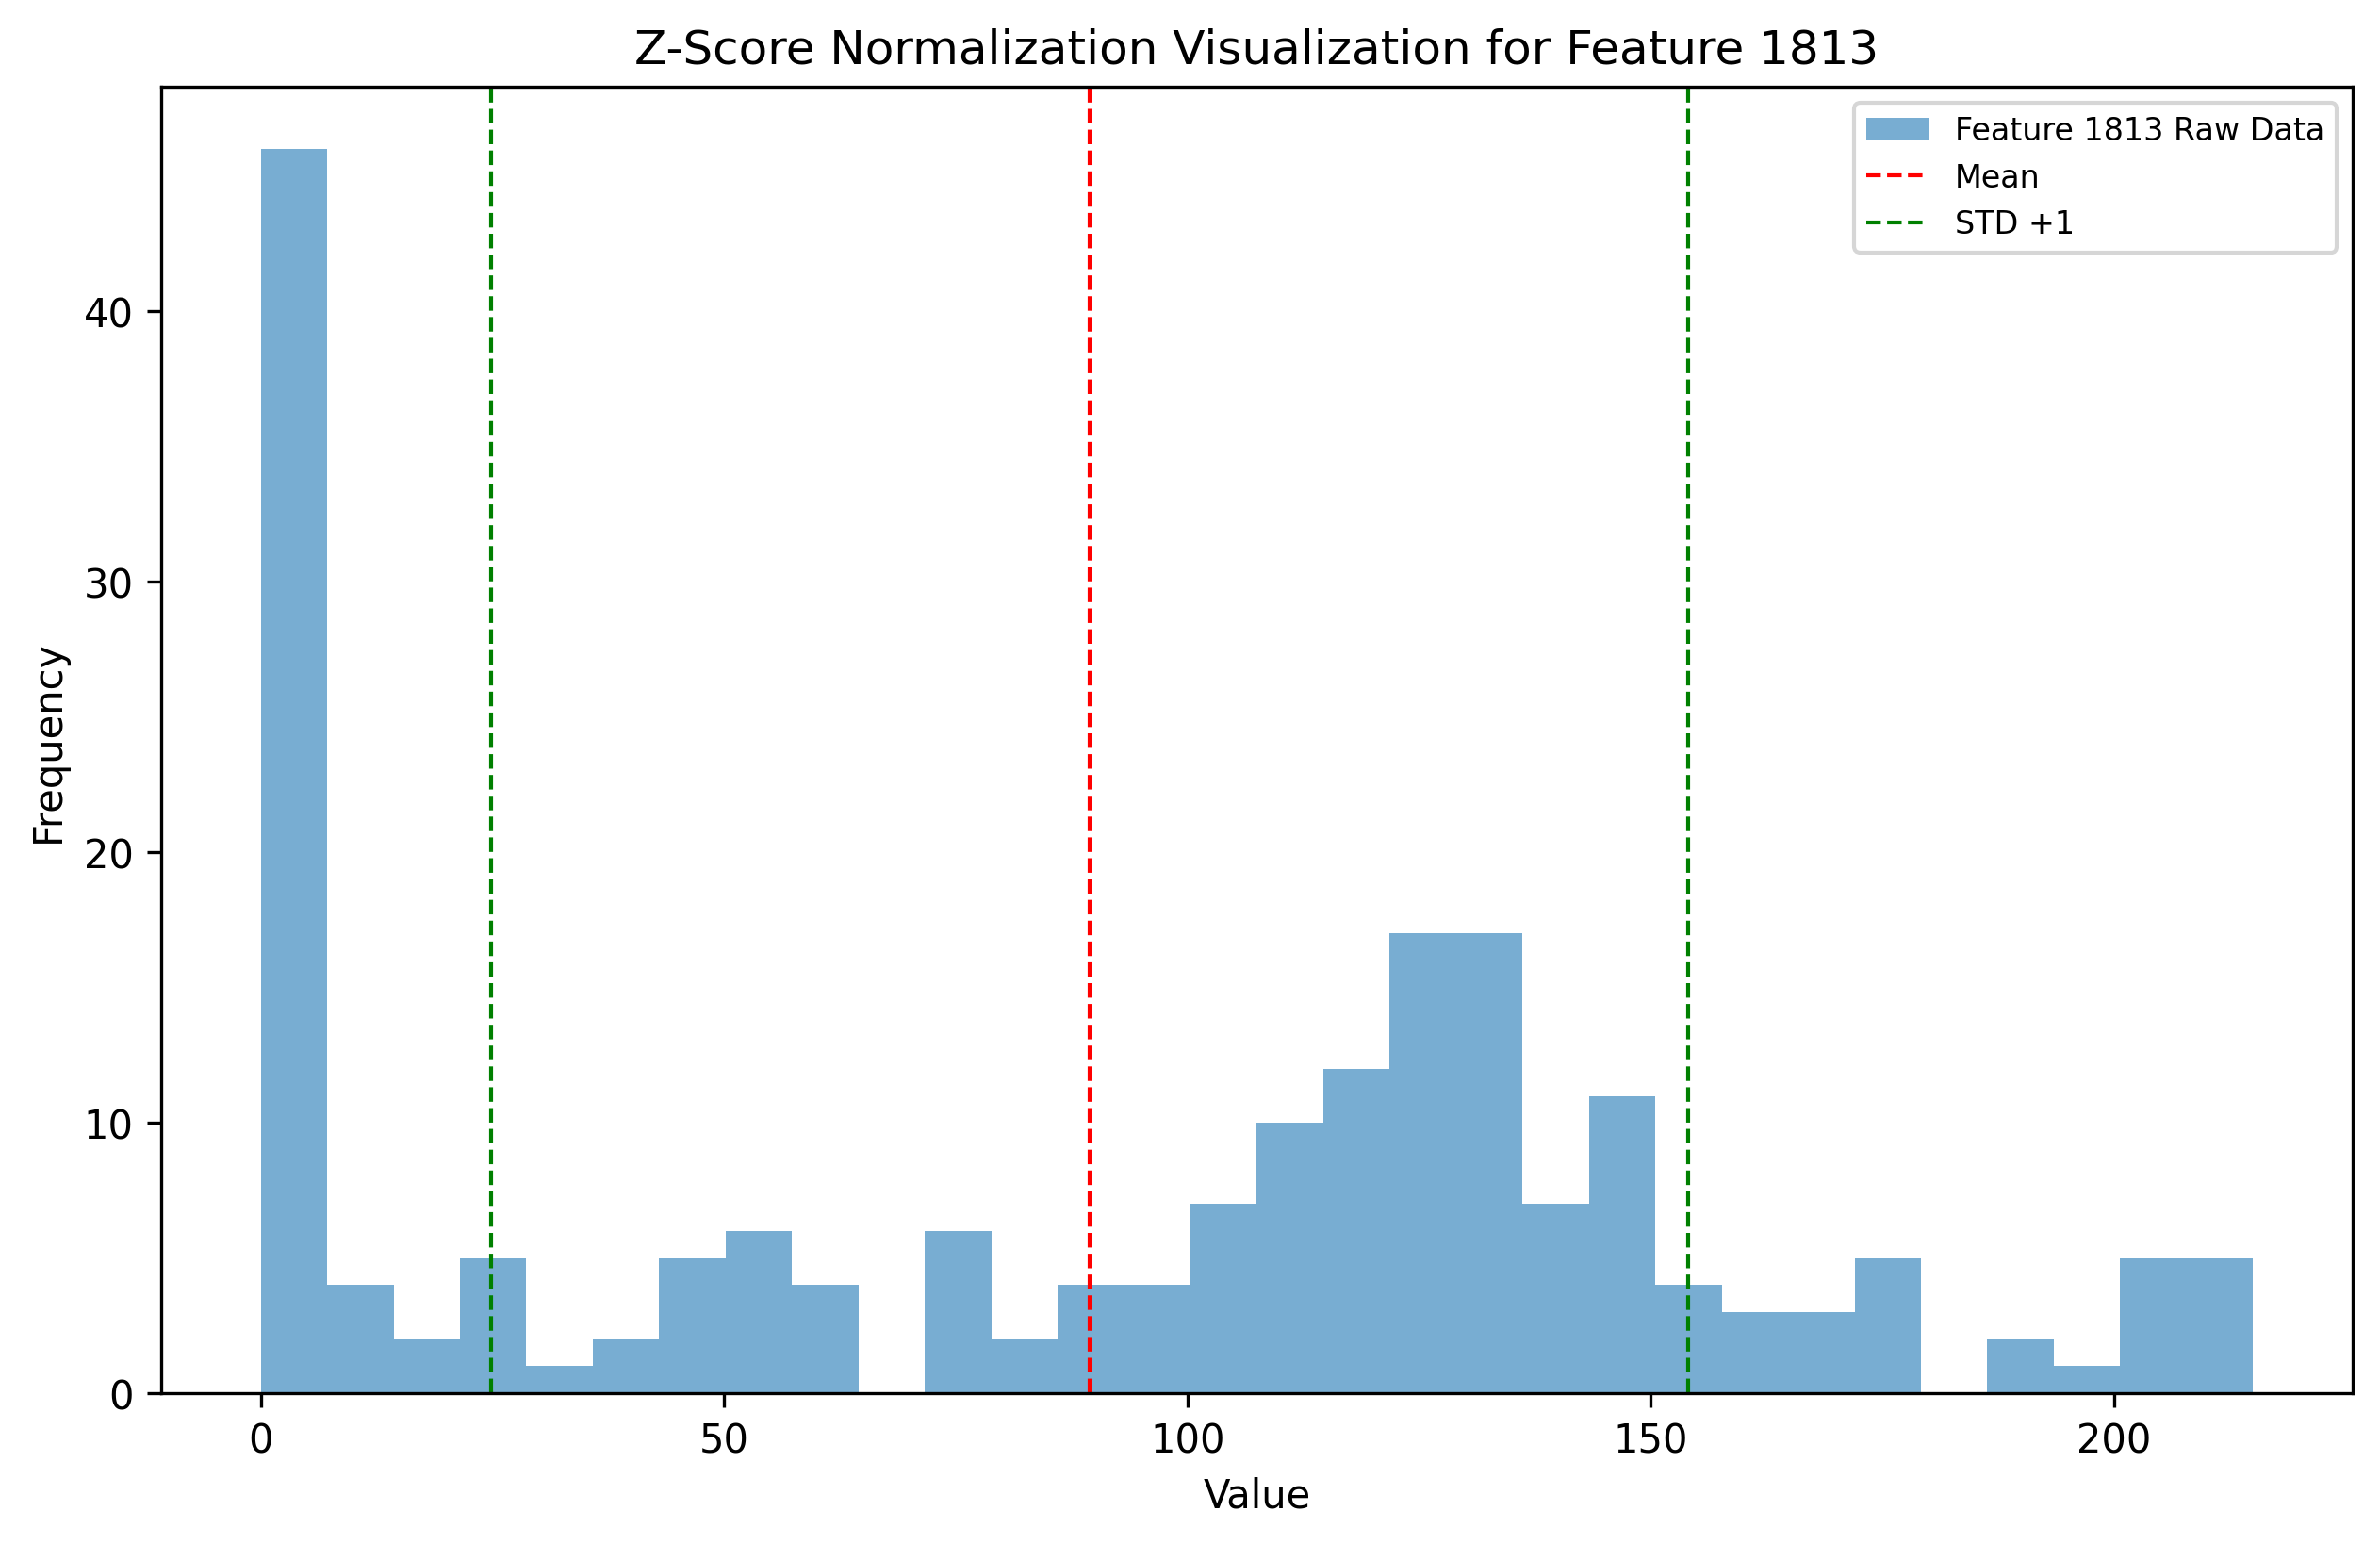 Z-Score Normalization Visualization for Feature 1813
Feature 1813 Raw Data
Mean
STD +1
Frequency
40
30
20
10
0
0 50 100 150 200
Value